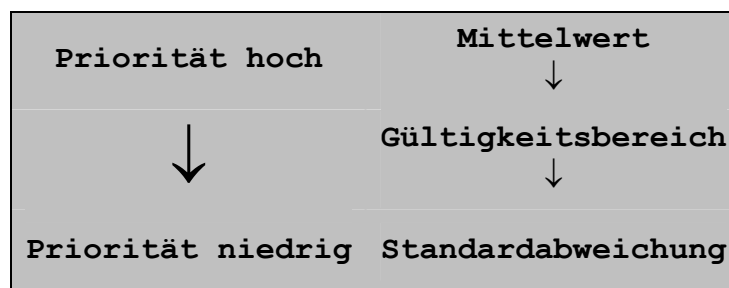 Priorität hoch
↓
Priorität niedrig
Mittelwert
↓
Gültigkeitsbereich
↓
Standardabweichung